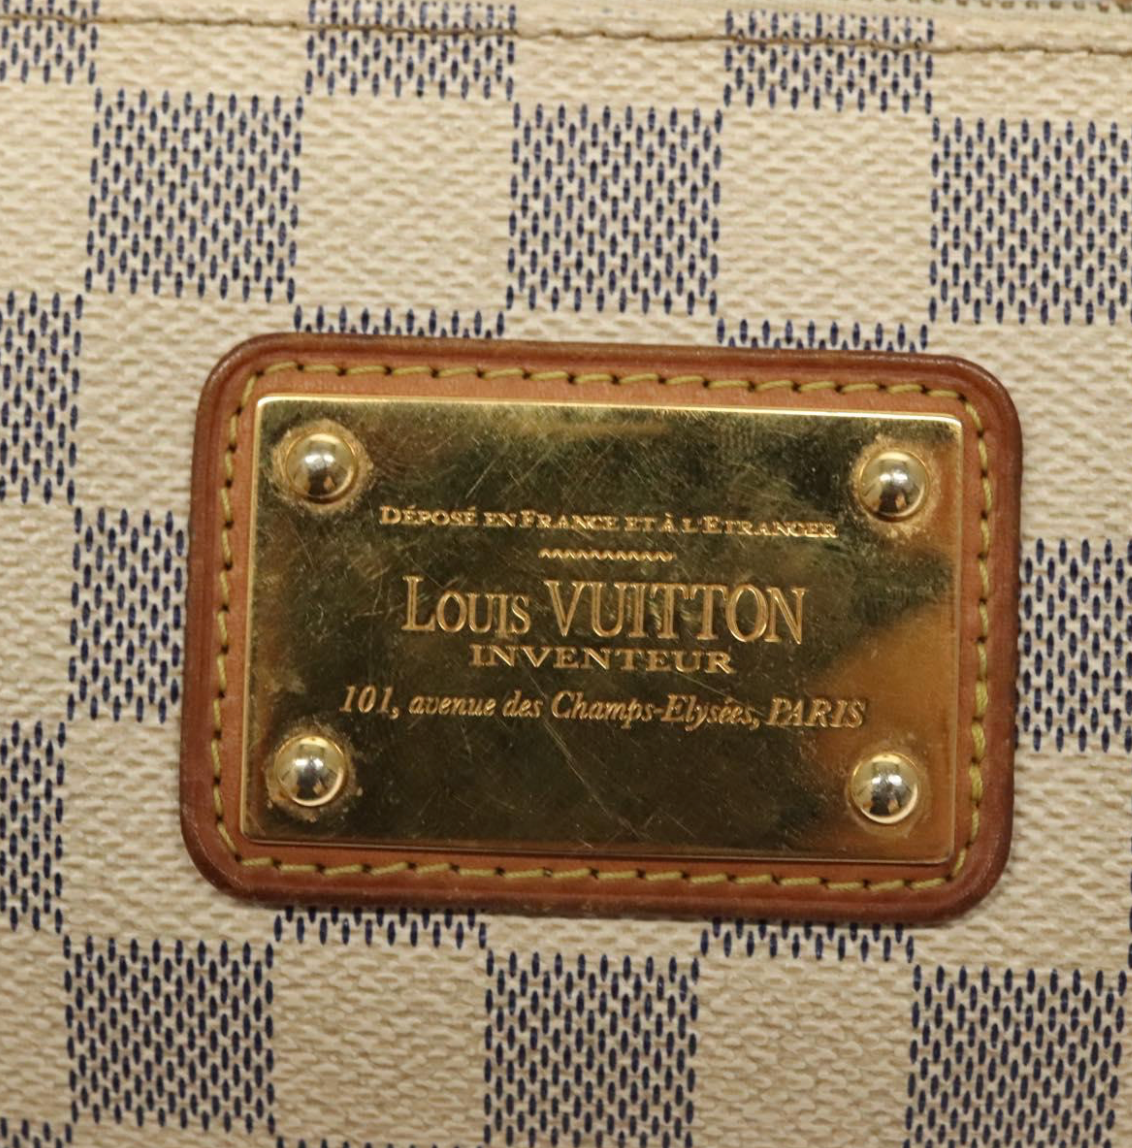 DÉPOSÉ EN FRANCE ET À L'ETRANGER
LOUIS VUITTON
INVENTEUR
101, avenue des Champs-Elysées, PARIS